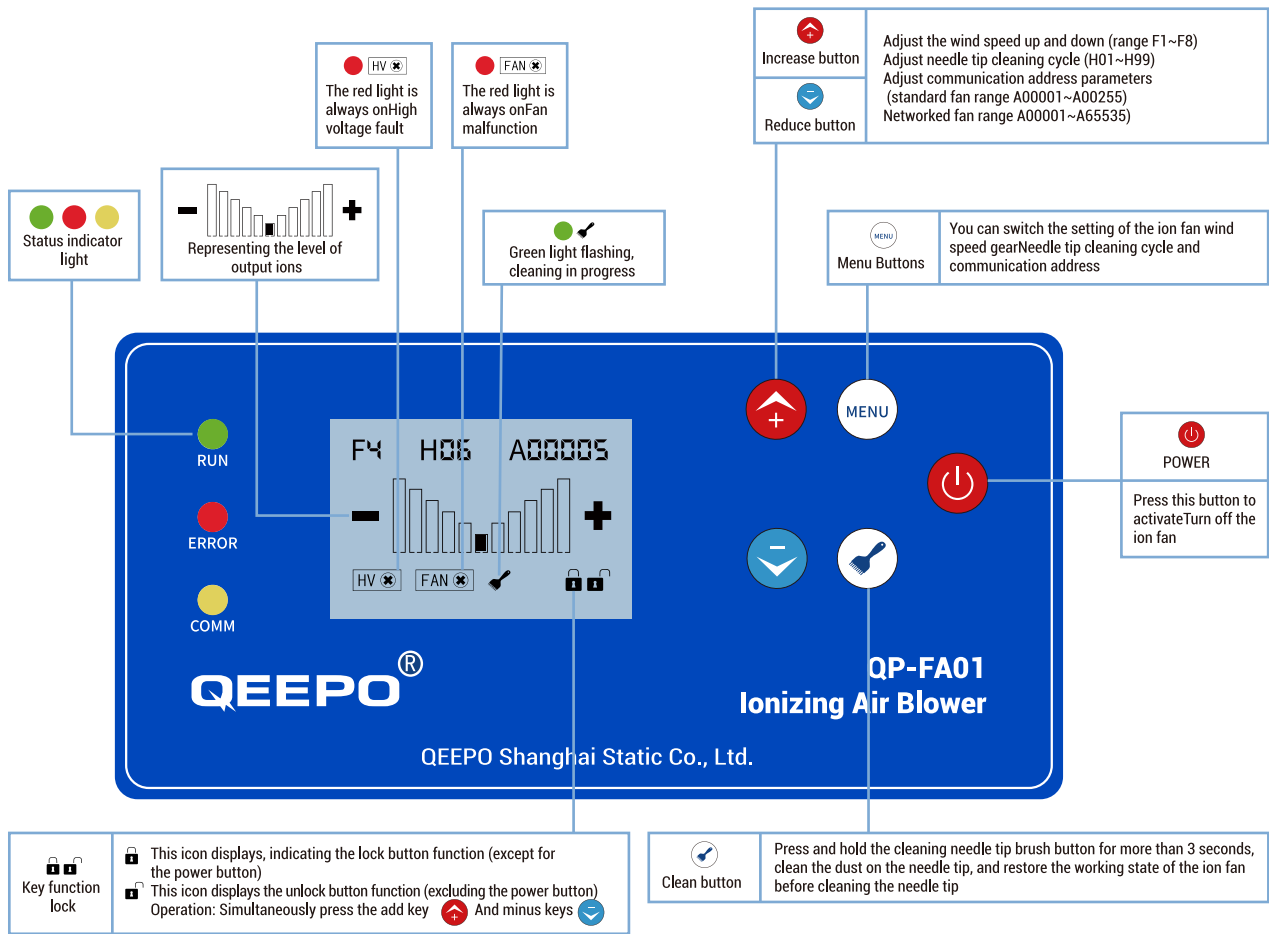 Increase button
Reduce button
Adjust the wind speed up and down (range F1~F8)
Adjust needle tip cleaning cycle (H01~H99)
Adjust communication address parameters
(standard fan range A00001~A00255)
Networked fan range A00001~A65535)
HV
The red light is
always onHigh
voltage fault
FAN
The red light is
always onFan
malfunction
Status indicator
light
Representing the level of
output ions
Green light flashing,
cleaning in progress
MENU
Menu Buttons
You can switch the setting of the ion fan wind
speed gearNeedle tip cleaning cycle and
communication address
RUN
ERROR
COMM
F4 H06 A00005
HV FAN
MENU
POWER
Press this button to
activateTurn off the
ion fan
QEEPO®
QP-FA01
Ionizing Air Blower
QEEPO Shanghai Static Co., Ltd.
Key function
lock
This icon displays, indicating the lock button function (except for
the power button)
This icon displays the unlock button function (excluding the power button)
Operation: Simultaneously press the add key And minus keys
Clean button
Press and hold the cleaning needle tip brush button for more than 3 seconds,
clean the dust on the needle tip, and restore the working state of the ion fan
before cleaning the needle tip